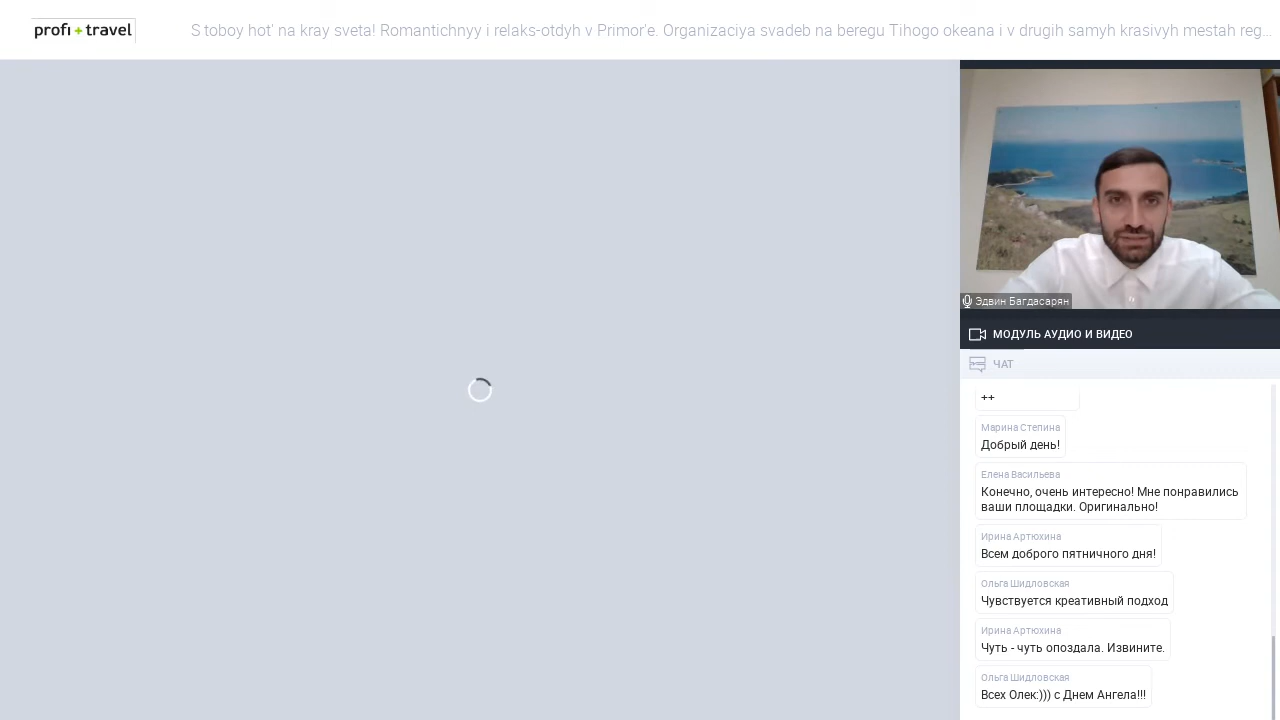 profi + travel
S toboy hot' na kray sveta! Romantichnyy i relaks-otdyh v Primor'e. Organizaciya svadeb na beregu Tihogo okeana i v drugih samyh krasivyh mestah reg...
Эдвин Багдасарян
МОДУЛЬ АУДИО И ВИДЕО
ЧАТ
++
Марина Степина
Добрый день!
Елена Васильева
Конечно, очень интересно! Мне понравились
ваши площадки. Оригинально!
Ирина Артюхина
Всем доброго пятничного дня!
Ольга Шидловская
Чувствуется креативный подход
Ирина Артюхина
Чуть - чуть опоздала. Извините.
Ольга Шидловская
Всех Олек:))) с Днем Ангела!!!